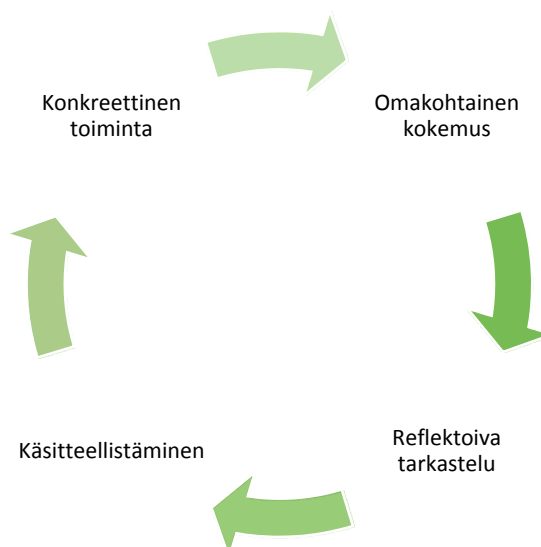 Konkreettinen
toiminta
Omakohtainen
kokemus
Reflektoiva
tarkastelu
Käsitteellistäminen